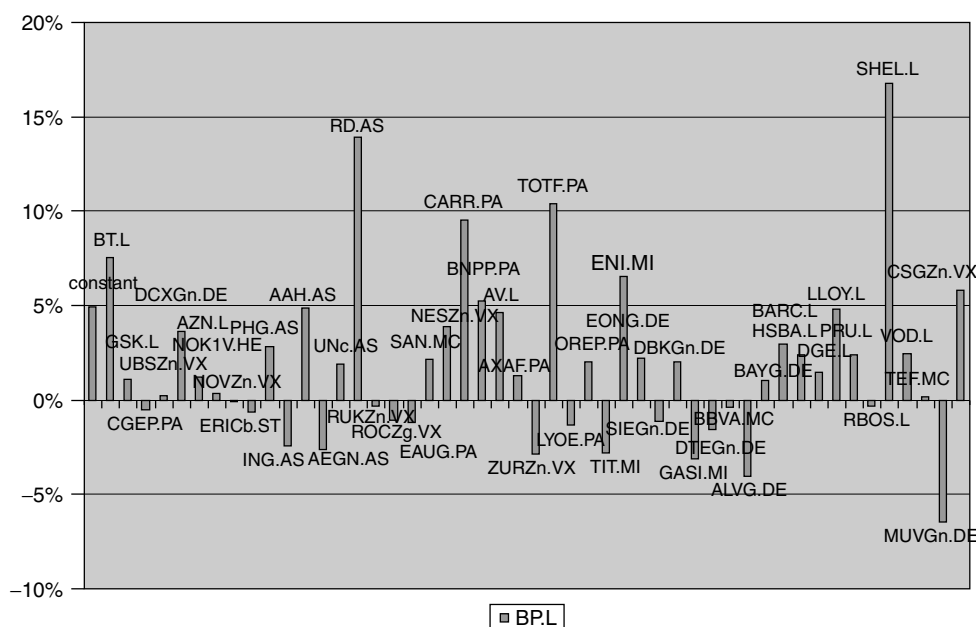 20%
15%
10%
5%
0%
−5%
−10%
constant
BT.L
GSK.L
CGEP.PA
UBSZn.VX
DCXGn.DE
AZN.L
NOK1V.HE
NOVZn.VX
ERICb.ST
PHG.AS
ING.AS
AAH.AS
AEGN.AS
UNc.AS
RD.AS
RUKZn.VX
ROCZg.VX
EAUG.PA
SAN.MC
NESZn.VX
CARR.PA
BNPP.PA
AV.L
AXAF.PA
ZURZn.VX
TOTF.PA
LYOE.PA
OREP.PA
TIT.MI
ENI.MI
EONG.DE
SIEGn.DE
DBKGn.DE
GASI.MI
DTEGn.DE
BBVA.MC
ALVG.DE
BAYG.DE
BARC.L
HSBA.L
DGE.L
LLOY.L
PRU.L
RBOS.L
SHEL.L
VOD.L
TEF.MC
MUVGn.DE
CSGZn.VX
BP.L